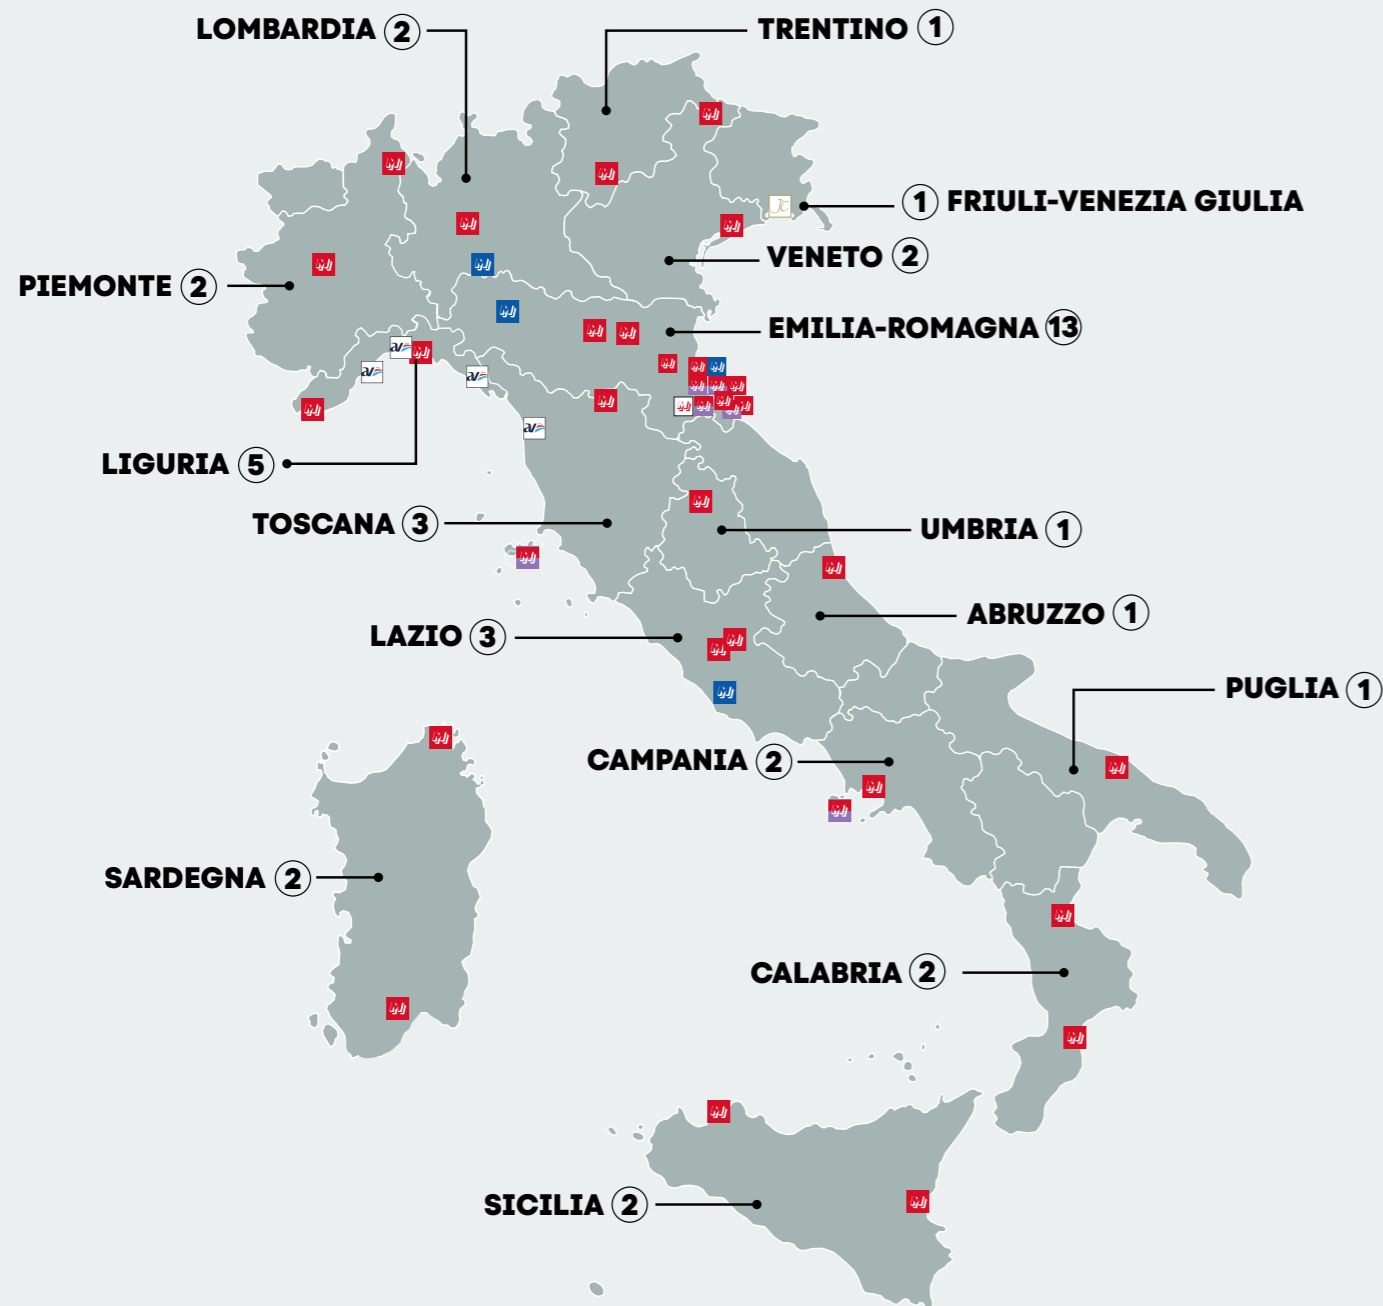 LOMBARDIA 2
TRENTINO 1
1 FRIULI-VENEZIA GIULIA
VENETO 2
PIEMONTE 2
EMILIA-ROMAGNA 13
LIGURIA 5
TOSCANA 3
UMBRIA 1
ABRUZZO 1
LAZIO 3
PUGLIA 1
CAMPANIA 2
SARDEGNA 2
CALABRIA 2
SICILIA 2